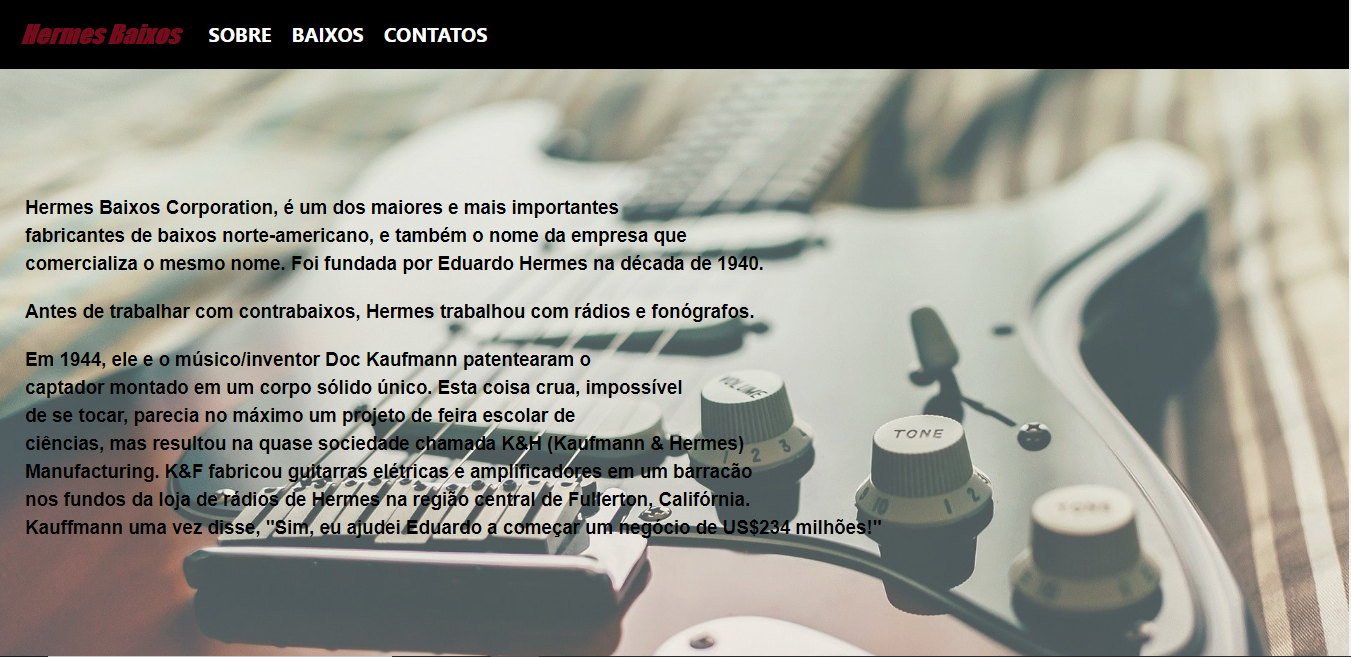 Hermes Baixos SOBRE BAIXOS CONTATOS
Hermes Baixos Corporation, é um dos maiores e mais importantes
fabricantes de baixos norte-americano, e também o nome da empresa que
comercializa o mesmo nome. Foi fundada por Eduardo Hermes na década de 1940.
Antes de trabalhar com contrabaixos, Hermes trabalhou com rádios e fonógrafos.
Em 1944, ele e o músico/inventor Doc Kaufmann patentearam o
captador montado em um corpo sólido único. Esta coisa crua, impossível
de se tocar, parecia no máximo um projeto de feira escolar de
ciências, mas resultou na quase sociedade chamada K&H (Kaufmann & Hermes)
Manufacturing. K&F fabricou guitarras elétricas e amplificadores em um barracão
nos fundos da loja de rádios de Hermes na região central de Fullerton, Califórnia.
Kauffmann uma vez disse, "Sim, eu ajudei Eduardo a começar um negócio de US$234 milhões!"
VOLUME
1 2 3
TONE
10 1 2
TONE